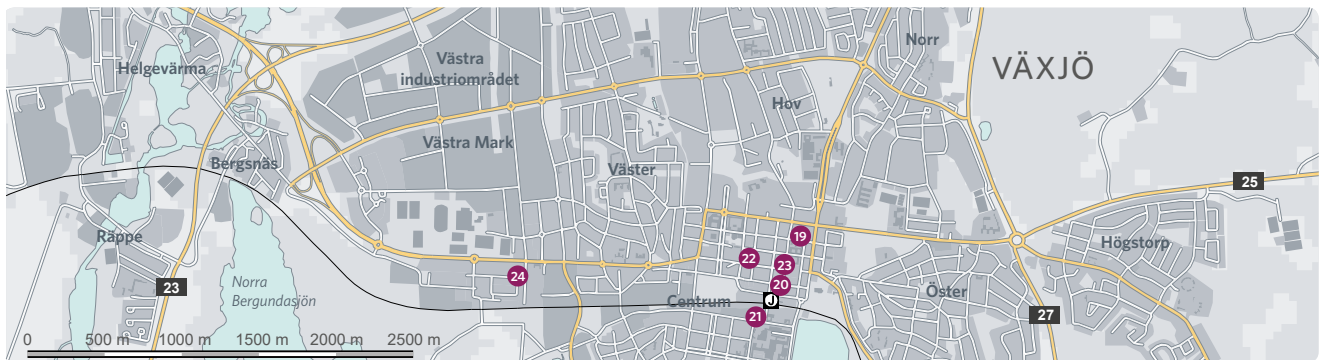 Norr
VÄXJÖ
Helgevärma
Västra
industriområdet
Hov
Västra Mark
Bergsnäs
Väster
25
Räppe
19
Högstorp
22
23
24
20
23
Norra
Bergundasjön
Centrum
J
Öster
21
27
0 500 m 1000 m 1500 m 2000 m 2500 m